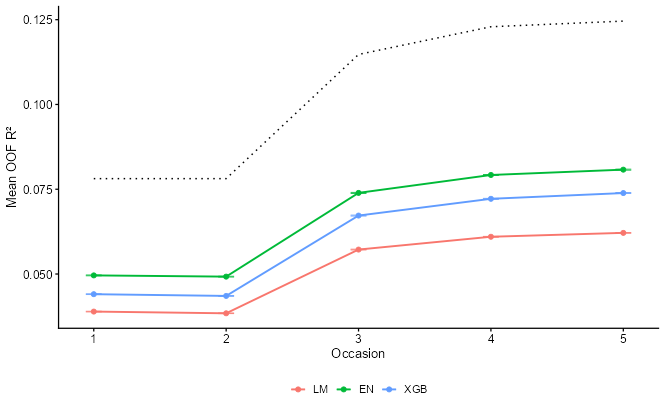 0.125
0.100
0.075
0.050
Mean OOF R²
1 2 3 4 5
Occasion
LM EN XGB